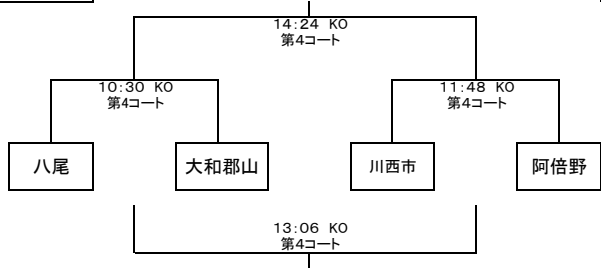 14:24 KO
第4コート
10:30 KO
第4コート
11:48 KO
第4コート
八尾
大和郡山
川西市
阿倍野
13:06 KO
第4コート